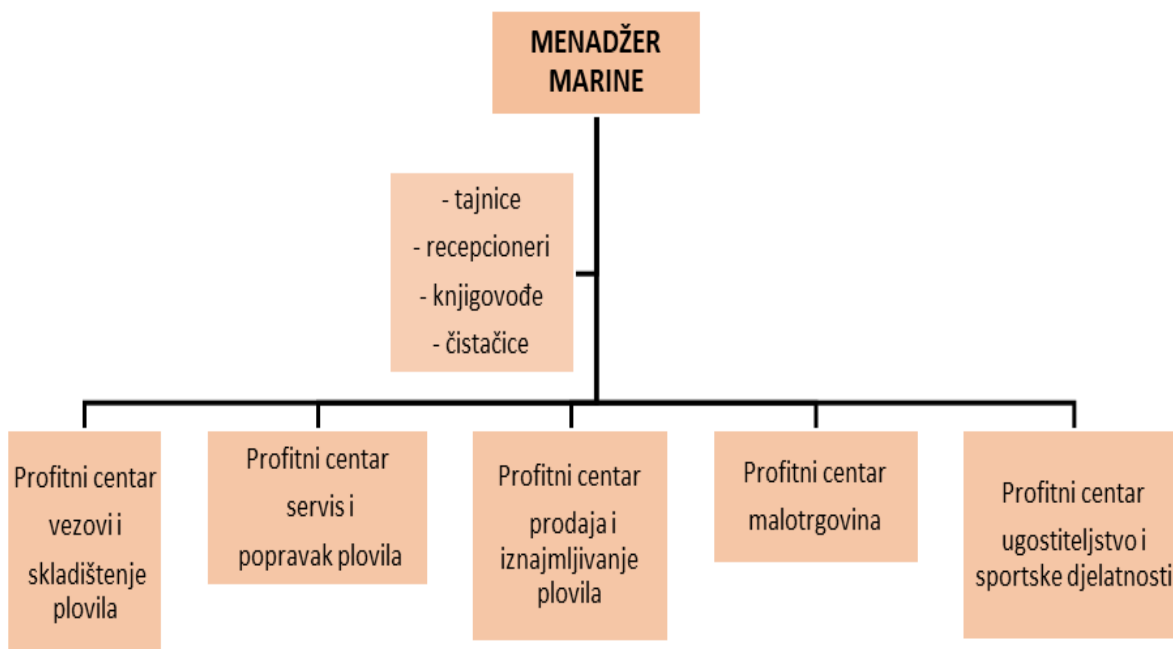 MENADŽER
MARINE
- tajnice
- recepcioneri
- knjigovođe
- čistačice
Profitni centar
vezovi i
skladištenje
plovila
Profitni centar
servis i
popravak plovila
Profitni centar
prodaja i
iznajmljivanje
plovila
Profitni centar
malotrgovina
Profitni centar
ugostiteljstvo i
sportske djelatnosti